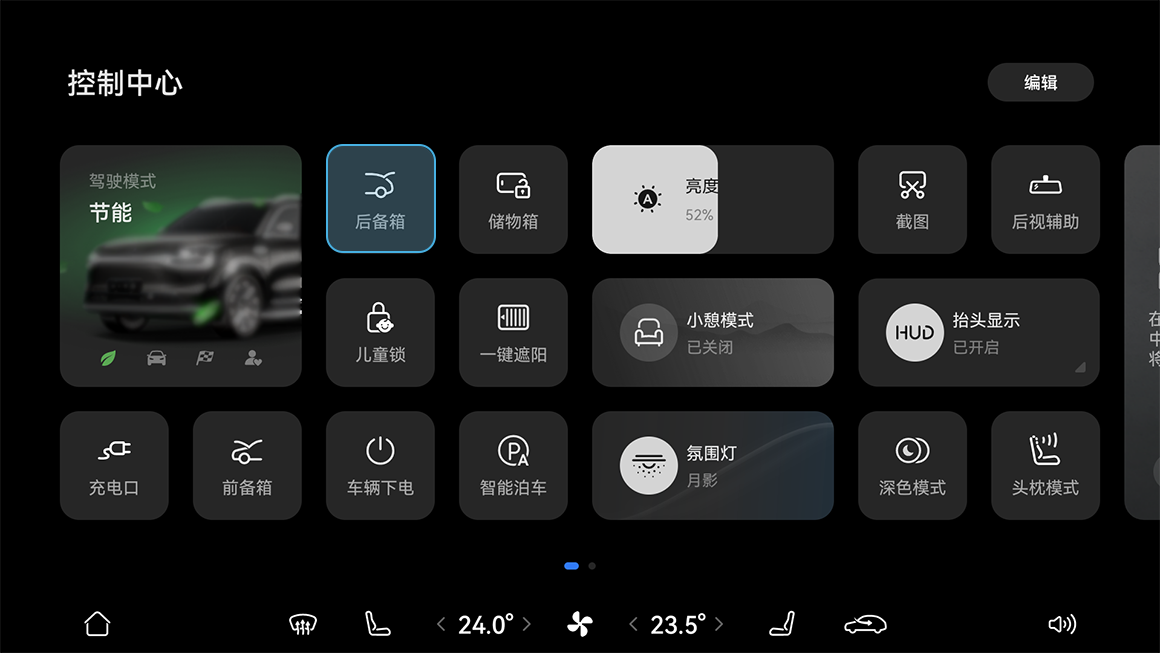 控制中心
编辑
驾驶模式
节能
后备箱
储物箱
A
亮度
52%
截图
后视辅助
儿童锁
一键遮阳
小憩模式
已关闭
HUD
抬头显示
已开启
在
中
将
充电口
前备箱
车辆下电
PA
智能泊车
氛围灯
月影
深色模式
头枕模式
24.0°
23.5°